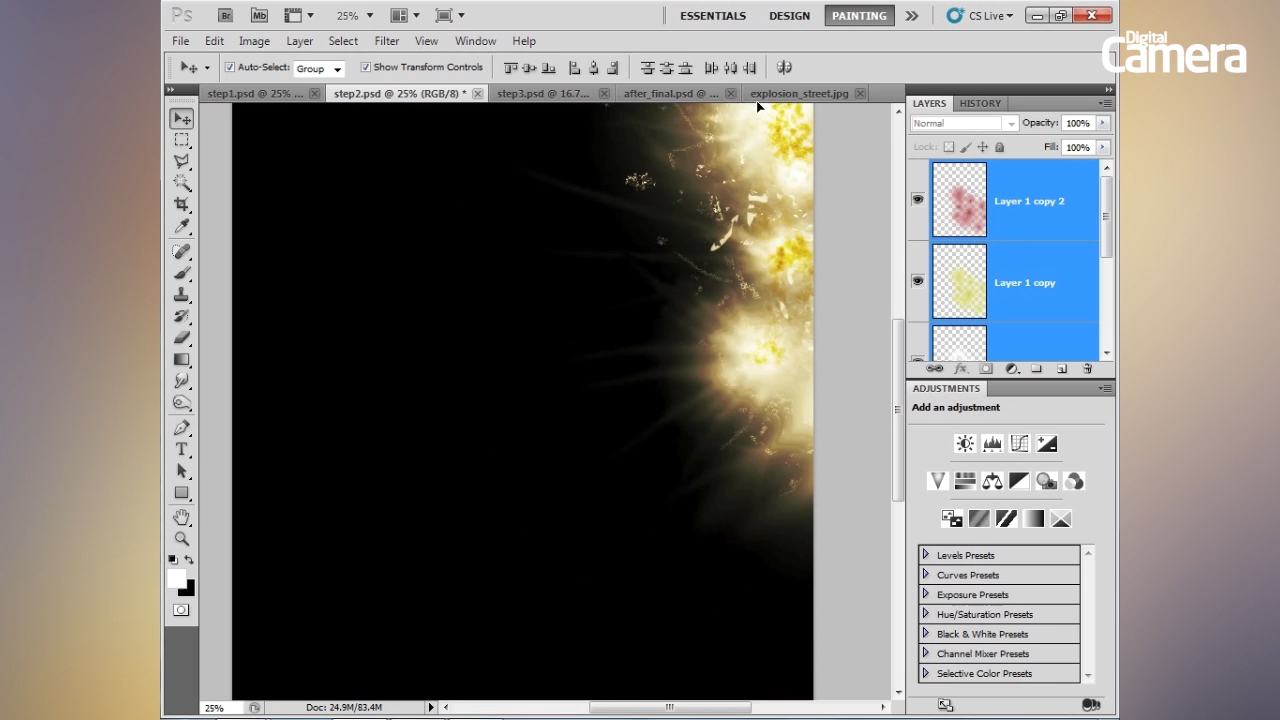 Ps Br Mb 25% ESSENTIALS DESIGN PAINTING CS Live
Digital
Camera
File Edit Image Layer Select Filter View Window Help
Auto-Select: Group Show Transform Controls
step1.psd @ 25% ... step2.psd @ 25% (RGB/8) * step3.psd @ 16.7... after_final.psd @ ... explosion_street.jpg
LAYERS HISTORY
Normal Opacity: 100%
Lock: Fill: 100%
Layer 1 copy 2
Layer 1 copy
fx
ADJUSTMENTS
Add an adjustment
Levels Presets
Curves Presets
Exposure Presets
Hue/Saturation Presets
Black & White Presets
Channel Mixer Presets
Selective Color Presets
25% Doc: 24.9M/83.4M